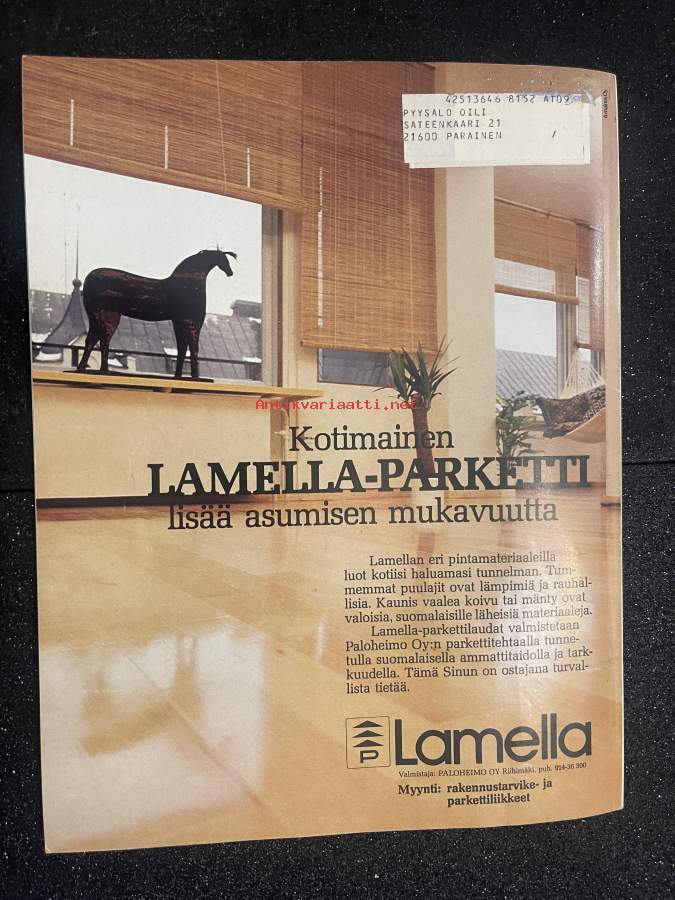 42513646 8152 AT09
PYYSALO OILI
SATEENKAARI 21
21600 PARAINEN /
Antikvariaatti.net
Kotimainen
LAMELLA-PARKETTI
lisää asumisen mukavuutta
Lamellan eri pintamateriaaleilla
luot kotiisi haluamasi tunnelman. Tum-
memmat puulajit ovat lämpimiä ja rauhal-
lisia. Kaunis vaalea koivu tai mänty ovat
valoisia, suomalaisille läheisiä materiaaleja.
Lamella-parkettilaudat valmistetaan
Paloheimo Oy:n parkettitehtaalla tunne-
tulla suomalaisella ammattitaidolla ja tark-
kuudella. Tämä Sinun on ostajana turval-
lista tietää.
P
Lamella
Valmistaja: PALOHEIMO OY Riihimäki, puh. 914-36 300
Myynti: rakennustarvike- ja
parkettiliikkeet